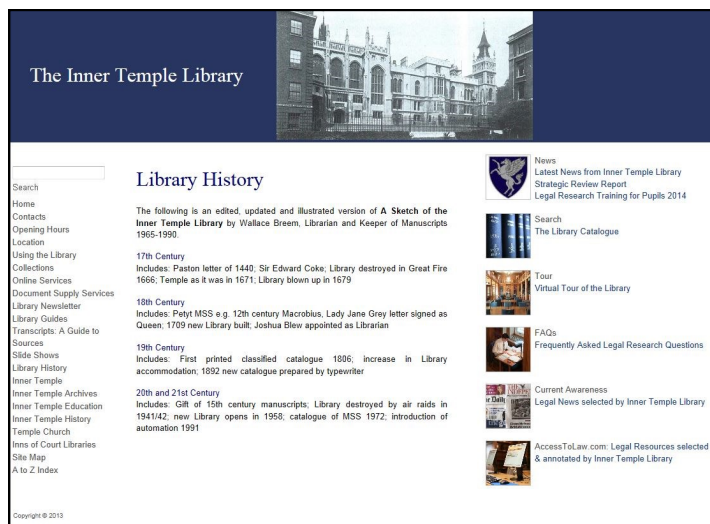 The Inner Temple Library
Search
Home
Contacts
Opening Hours
Location
Using the Library
Collections
Online Services
Document Supply Services
Library Newsletter
Library Guides
Transcripts: A Guide to
Sources
Slide Shows
Library History
Inner Temple
Inner Temple Archives
Inner Temple Education
Inner Temple History
Temple Church
Inns of Court Libraries
Site Map
A to Z Index
Copyright © 2013
Library History
The following is an edited, updated and illustrated version of A Sketch of the
Inner Temple Library by Wallace Breem, Librarian and Keeper of Manuscripts
1965-1990.
17th Century
Includes: Paston letter of 1440; Sir Edward Coke; Library destroyed in Great Fire
1666; Temple as it was in 1671; Library blown up in 1679
18th Century
Includes: Petyt MSS e.g. 12th century Macrobius, Lady Jane Grey letter signed as
Queen; 1709 new Library built; Joshua Blew appointed as Librarian
19th Century
Includes: First printed classified catalogue 1806; increase in Library
accommodation; 1892 new catalogue prepared by typewriter
20th and 21st Century
Includes: Gift of 15th century manuscripts; Library destroyed by air raids in
1941/42; new Library opens in 1958; catalogue of MSS 1972; introduction of
automation 1991
News
Latest News from Inner Temple Library
Strategic Review Report
Legal Research Training for Pupils 2014
Search
The Library Catalogue
Tour
Virtual Tour of the Library
FAQs
Frequently Asked Legal Research Questions
Current Awareness
Legal News selected by Inner Temple Library
AccessToLaw.com: Legal Resources selected
& annotated by Inner Temple Library